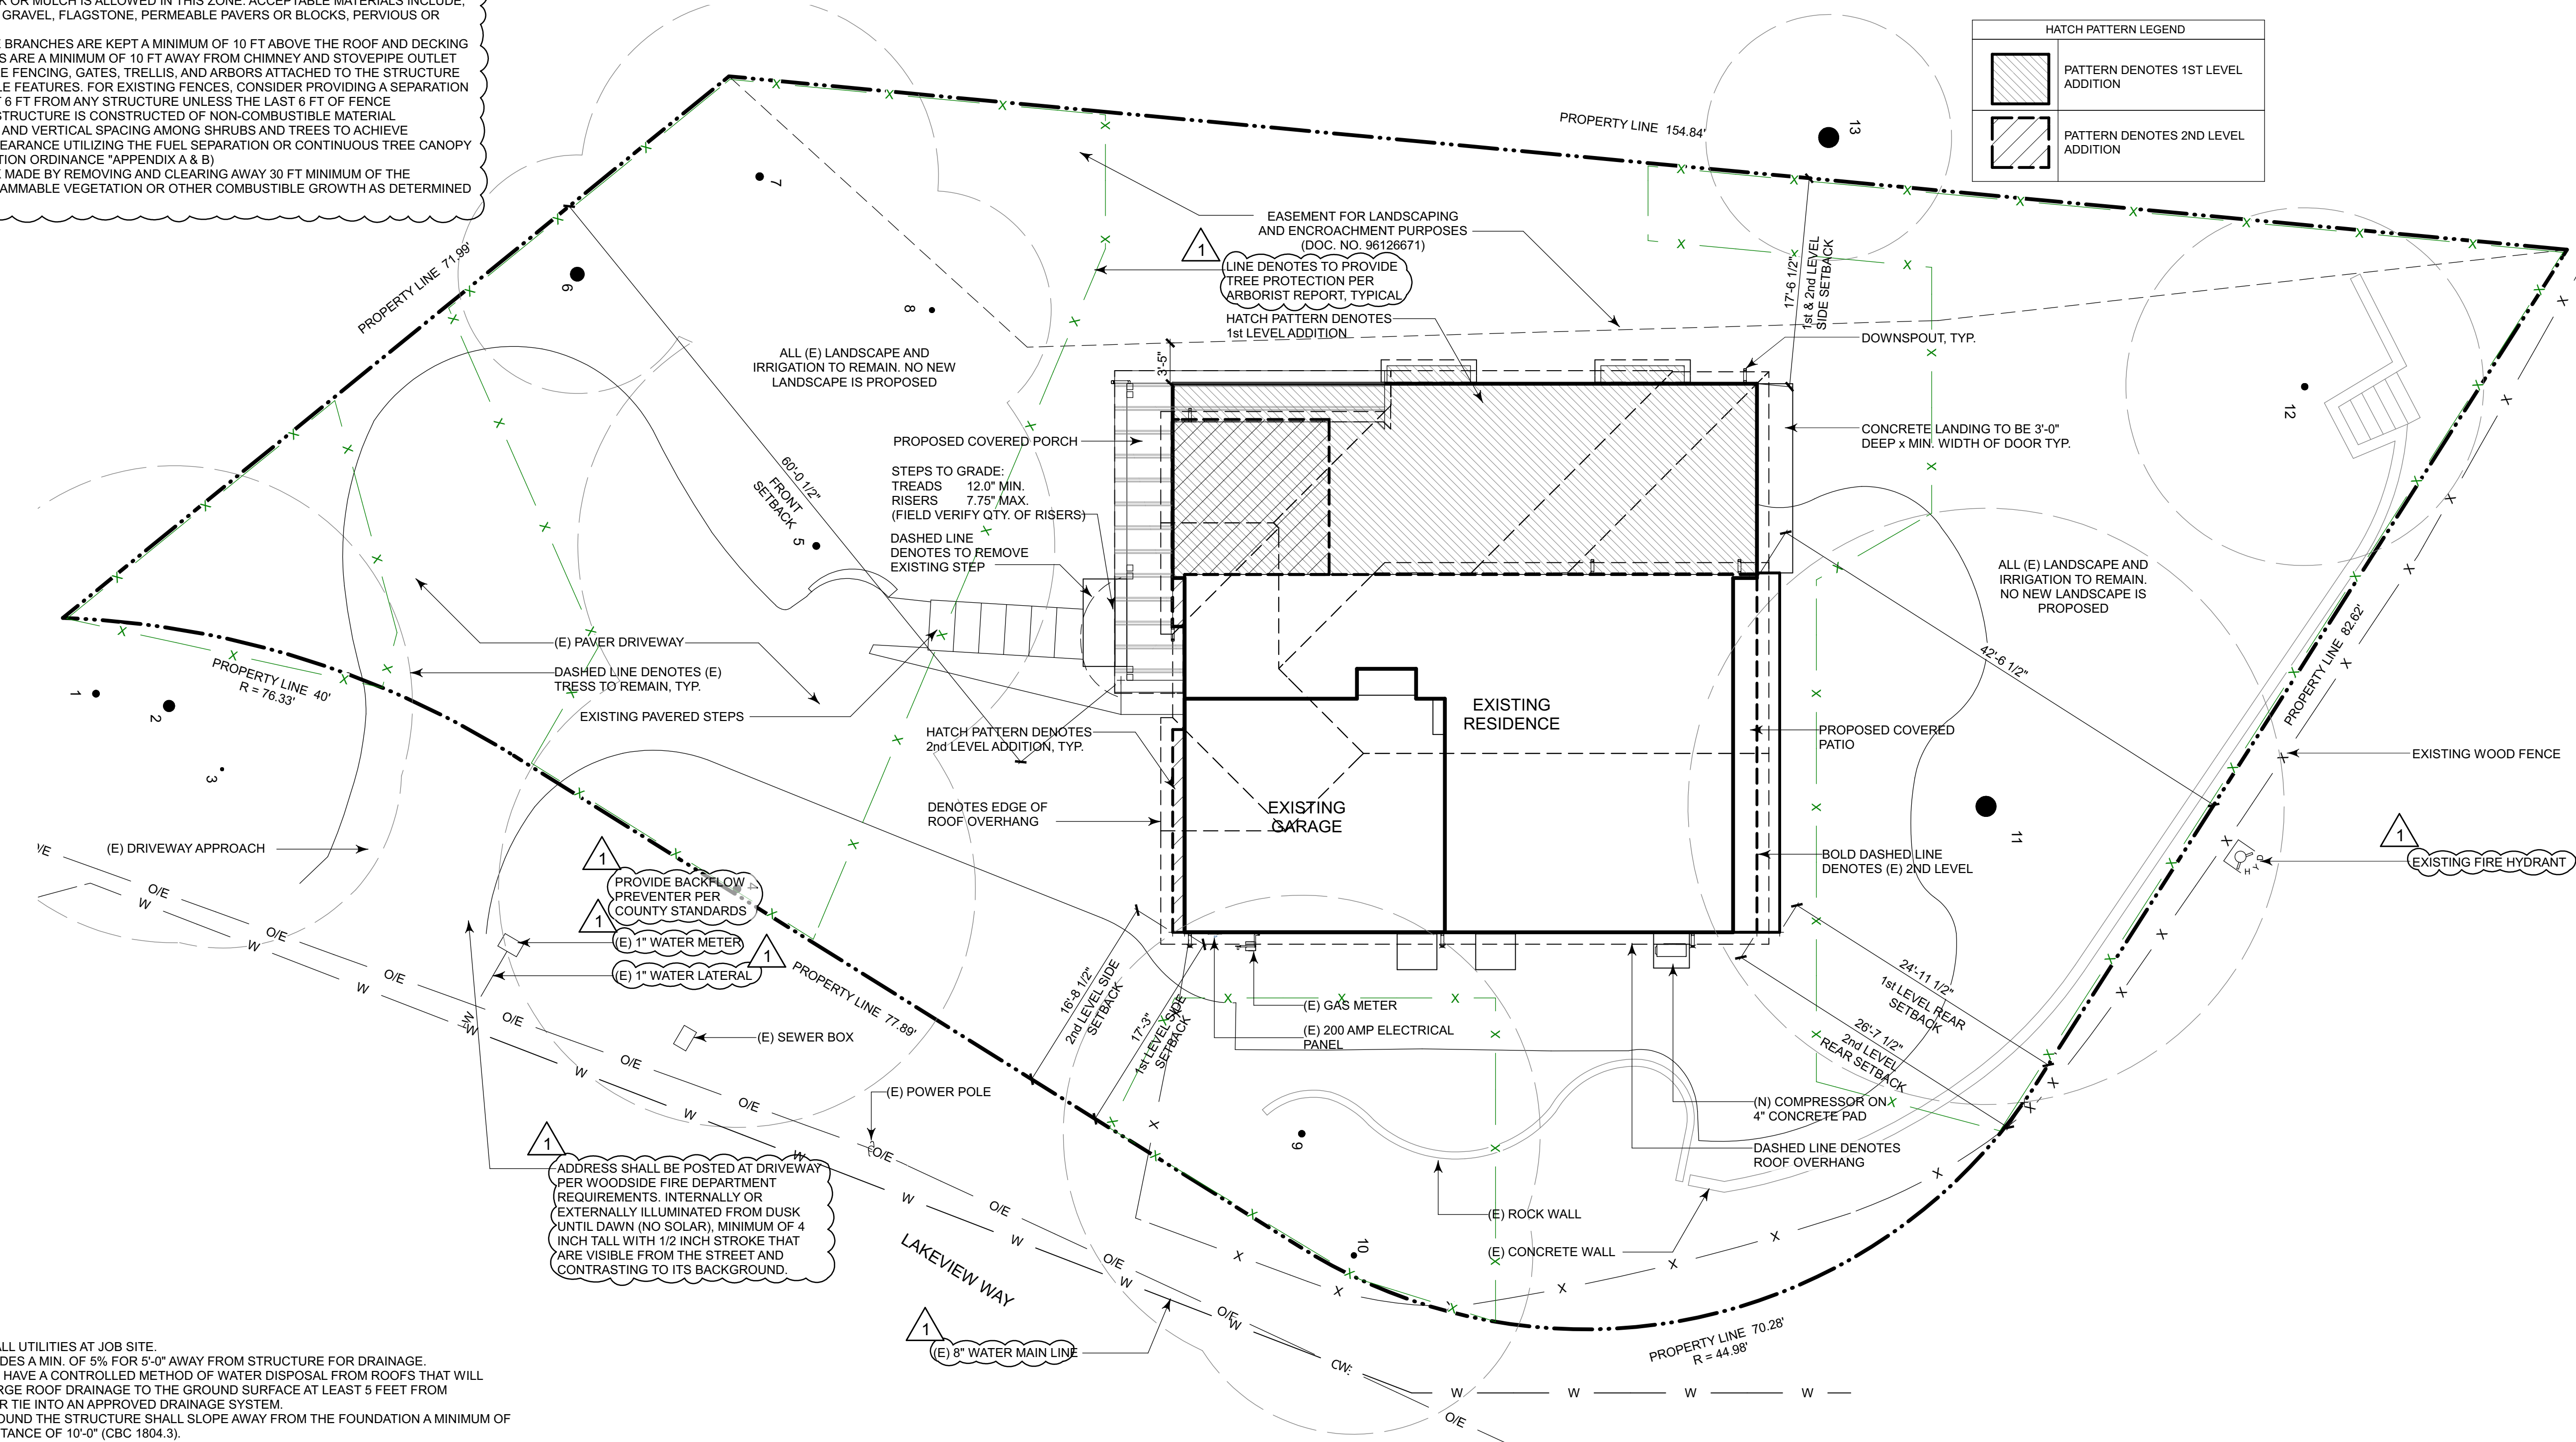 K OR MULCH IS ALLOWED IN THIS ZONE. ACCEPTABLE MATERIALS INCLUDE,
GRAVEL, FLAGSTONE, PERMEABLE PAVERS OR BLOCKS, PERVIOUS OR
BRANCHES ARE KEPT A MINIMUM OF 10 FT ABOVE THE ROOF AND DECKING
S ARE A MINIMUM OF 10 FT AWAY FROM CHIMNEY AND STOVEPIPE OUTLET
E FENCING, GATES, TRELLIS, AND ARBORS ATTACHED TO THE STRUCTURE
LE FEATURES. FOR EXISTING FENCES, CONSIDER PROVIDING A SEPARATION
6 FT FROM ANY STRUCTURE UNLESS THE LAST 6 FT OF FENCE
STRUCTURE IS CONSTRUCTED OF NON-COMBUSTIBLE MATERIAL
AND VERTICAL SPACING AMONG SHRUBS AND TREES TO ACHIEVE
EARANCE UTILIZING THE FUEL SEPARATION OR CONTINUOUS TREE CANOPY
TION ORDINANCE "APPENDIX A & B)
K MADE BY REMOVING AND CLEARING AWAY 30 FT MINIMUM OF THE
AMMABLE VEGETATION OR OTHER COMBUSTIBLE GROWTH AS DETERMINED
HATCH PATTERN LEGEND
PATTERN DENOTES 1ST LEVEL
ADDITION
PATTERN DENOTES 2ND LEVEL
ADDITION
PROPERTY LINE 154.84'
13
7
6
8
PROPERTY LINE 71.99'
EASEMENT FOR LANDSCAPING
AND ENCROACHMENT PURPOSES
(DOC. NO. 96126671)
1
LINE DENOTES TO PROVIDE
TREE PROTECTION PER
ARBORIST REPORT, TYPICAL
HATCH PATTERN DENOTES
1st LEVEL ADDITION
17'-6 1/2"
1st & 2nd LEVEL
SIDE SETBACK
DOWNSPOUT, TYP.
3'-5"
ALL (E) LANDSCAPE AND
IRRIGATION TO REMAIN. NO NEW
LANDSCAPE IS PROPOSED
12
PROPOSED COVERED PORCH
CONCRETE LANDING TO BE 3'-0"
DEEP x MIN. WIDTH OF DOOR TYP.
60'-0 1/2"
FRONT
SETBACK
STEPS TO GRADE:
TREADS 12.0" MIN.
RISERS 7.75" MAX.
(FIELD VERIFY QTY. OF RISERS)
5
DASHED LINE
DENOTES TO REMOVE
EXISTING STEP
ALL (E) LANDSCAPE AND
IRRIGATION TO REMAIN.
NO NEW LANDSCAPE IS
PROPOSED
(E) PAVER DRIVEWAY
DASHED LINE DENOTES (E)
TRESS TO REMAIN, TYP.
PROPERTY LINE 40'
R = 76.33'
1
2
3
EXISTING PAVERED STEPS
42'-6 1/2"
PROPERTY LINE 82.62'
EXISTING
RESIDENCE
HATCH PATTERN DENOTES
2nd LEVEL ADDITION, TYP.
PROPOSED COVERED
PATIO
EXISTING WOOD FENCE
DENOTES EDGE OF
ROOF OVERHANG
EXISTING
GARAGE
11
(E) DRIVEWAY APPROACH
BOLD DASHED LINE
DENOTES (E) 2ND LEVEL
HYD
1
EXISTING FIRE HYDRANT
1
PROVIDE BACKFLOW
PREVENTER PER
COUNTY STANDARDS
4
1
(E) 1" WATER METER
1
(E) 1" WATER LATERAL
PROPERTY LINE 77.89'
16'-8 1/2"
2nd LEVEL SIDE
SETBACK
17'-3"
1st LEVEL SIDE
SETBACK
(E) GAS METER
(E) 200 AMP ELECTRICAL
PANEL
24'-11 1/2"
1st LEVEL REAR
SETBACK
26'-7 1/2"
2nd LEVEL
REAR SETBACK
(E) SEWER BOX
(E) POWER POLE
(N) COMPRESSOR ON
4" CONCRETE PAD
DASHED LINE DENOTES
ROOF OVERHANG
9
1
ADDRESS SHALL BE POSTED AT DRIVEWAY
PER WOODSIDE FIRE DEPARTMENT
REQUIREMENTS. INTERNALLY OR
EXTERNALLY ILLUMINATED FROM DUSK
UNTIL DAWN (NO SOLAR), MINIMUM OF 4
INCH TALL WITH 1/2 INCH STROKE THAT
ARE VISIBLE FROM THE STREET AND
CONTRASTING TO ITS BACKGROUND.
(E) ROCK WALL
(E) CONCRETE WALL
10
LAKEVIEW WAY
1
(E) 8" WATER MAIN LINE
PROPERTY LINE 70.28'
R = 44.98'
O/E
W
ALL UTILITIES AT JOB SITE.
DES A MIN. OF 5% FOR 5'-0" AWAY FROM STRUCTURE FOR DRAINAGE.
HAVE A CONTROLLED METHOD OF WATER DISPOSAL FROM ROOFS THAT WILL
RGE ROOF DRAINAGE TO THE GROUND SURFACE AT LEAST 5 FEET FROM
R TIE INTO AN APPROVED DRAINAGE SYSTEM.
OUND THE STRUCTURE SHALL SLOPE AWAY FROM THE FOUNDATION A MINIMUM OF
TANCE OF 10'-0" (CBC 1804.3).